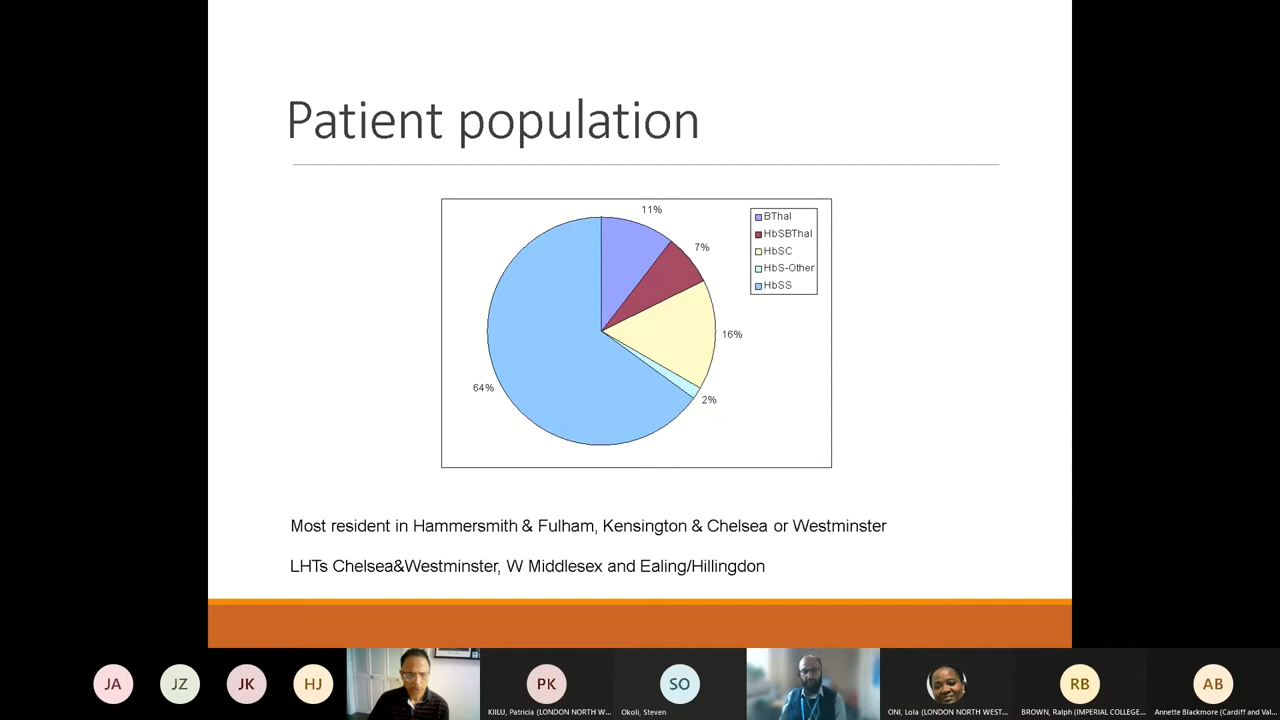 Patient population
11%
7%
16%
2%
64%
BThal
HbSBThal
HbSC
HbS-Other
HbSS
Most resident in Hammersmith & Fulham, Kensington & Chelsea or Westminster
LHTs Chelsea&Westminster, W Middlesex and Ealing/Hillingdon
JA
JZ
JK
HJ
PK
SO
RB
AB
KIILU, Patricia (LONDON NORTH W...
Okoli, Steven
ONI, Lola (LONDON NORTH WEST...
BROWN, Ralph (IMPERIAL COLLEGE...
Annette Blackmore (Cardiff and Val...